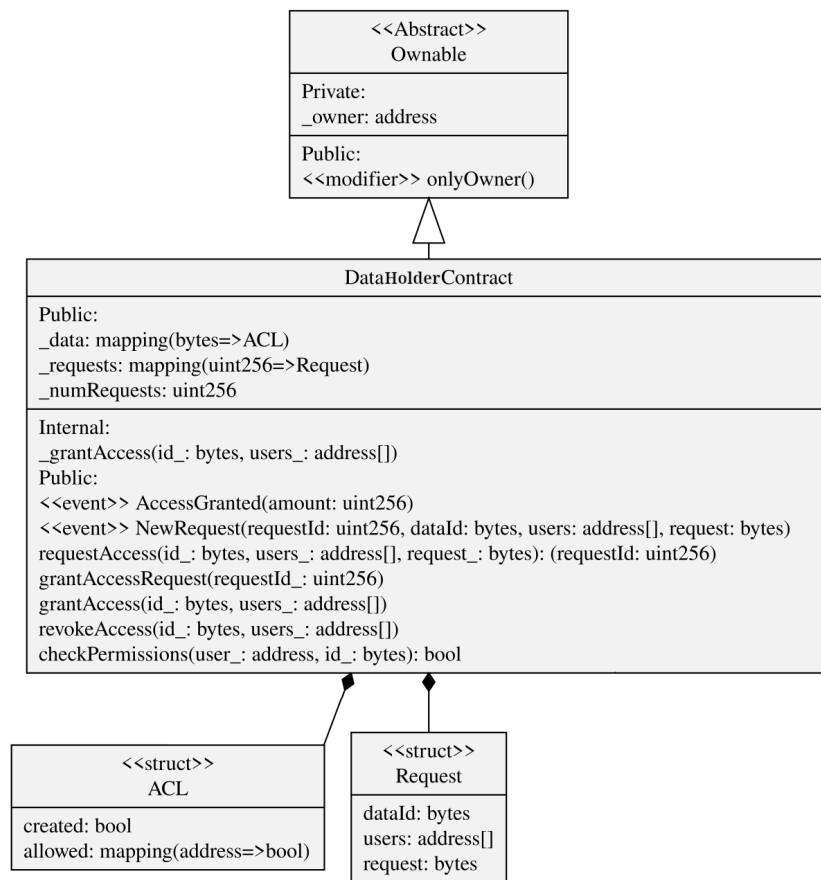 <<Abstract>>
Ownable
Private:
_owner: address
Public:
<<modifier>> onlyOwner()
DataHolderContract
Public:
_data: mapping(bytes=>ACL)
_requests: mapping(uint256=>Request)
_numRequests: uint256
Internal:
_grantAccess(id_: bytes, users_: address[])
Public:
<<event>> AccessGranted(amount: uint256)
<<event>> NewRequest(requestId: uint256, dataId: bytes, users: address[], request: bytes)
requestAccess(id_: bytes, users_: address[], request_: bytes): (requestId: uint256)
grantAccessRequest(requestId_: uint256)
grantAccess(id_: bytes, users_: address[])
revokeAccess(id_: bytes, users_: address[])
checkPermissions(user_: address, id_: bytes): bool
<<struct>>
ACL
created: bool
allowed: mapping(address=>bool)
<<struct>>
Request
dataId: bytes
users: address[]
request: bytes